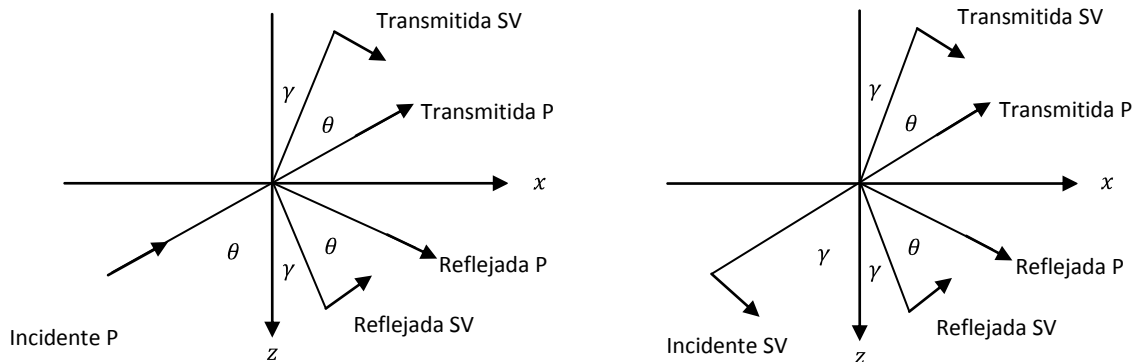 Transmitida SV
γ
Transmitida P
θ
x
θ
γ
θ
Reflejada P
Incidente P
Reflejada SV
z
Transmitida SV
γ
Transmitida P
θ
x
γ
γ
θ
Reflejada P
Incidente SV
Reflejada SV
z